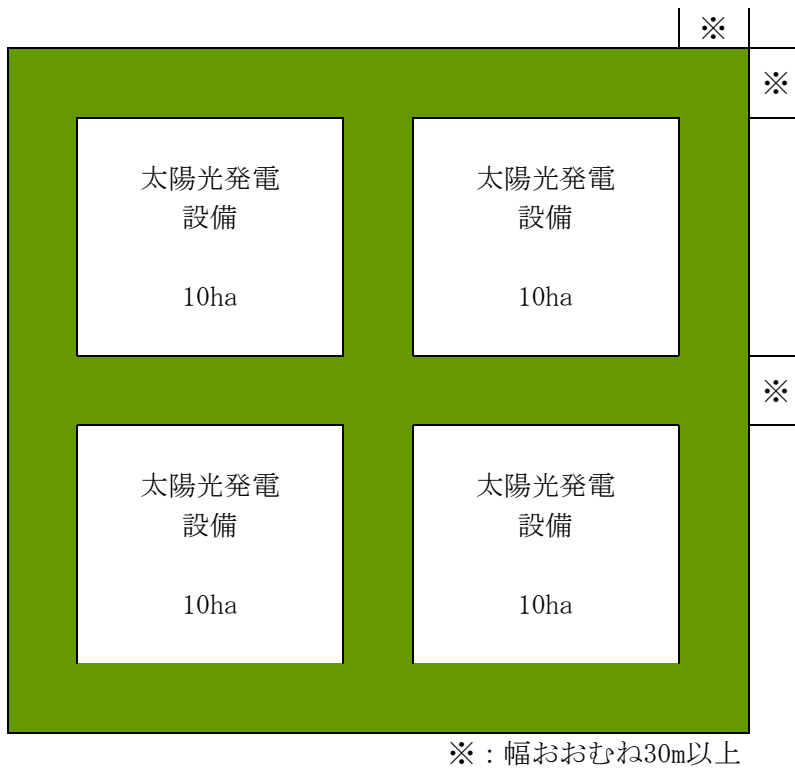 ※
※
太陽光発電
設備
10ha
太陽光発電
設備
10ha
※
太陽光発電
設備
10ha
太陽光発電
設備
10ha
※：幅おおむね30m以上